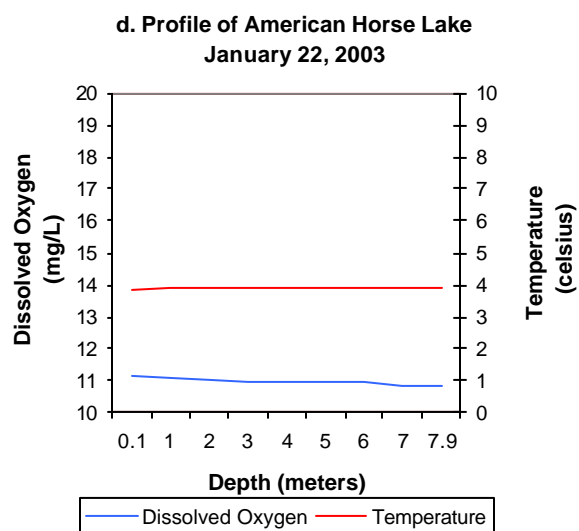 d. Profile of American Horse Lake
January 22, 2003
20
19
18
17
16
15
14
13
12
11
10
Dissolved Oxygen
(mg/L)
10
9
8
7
6
5
4
3
2
1
0
Temperature
(celsius)
0.1 1 2 3 4 5 6 7 7.9
Depth (meters)
Dissolved Oxygen Temperature